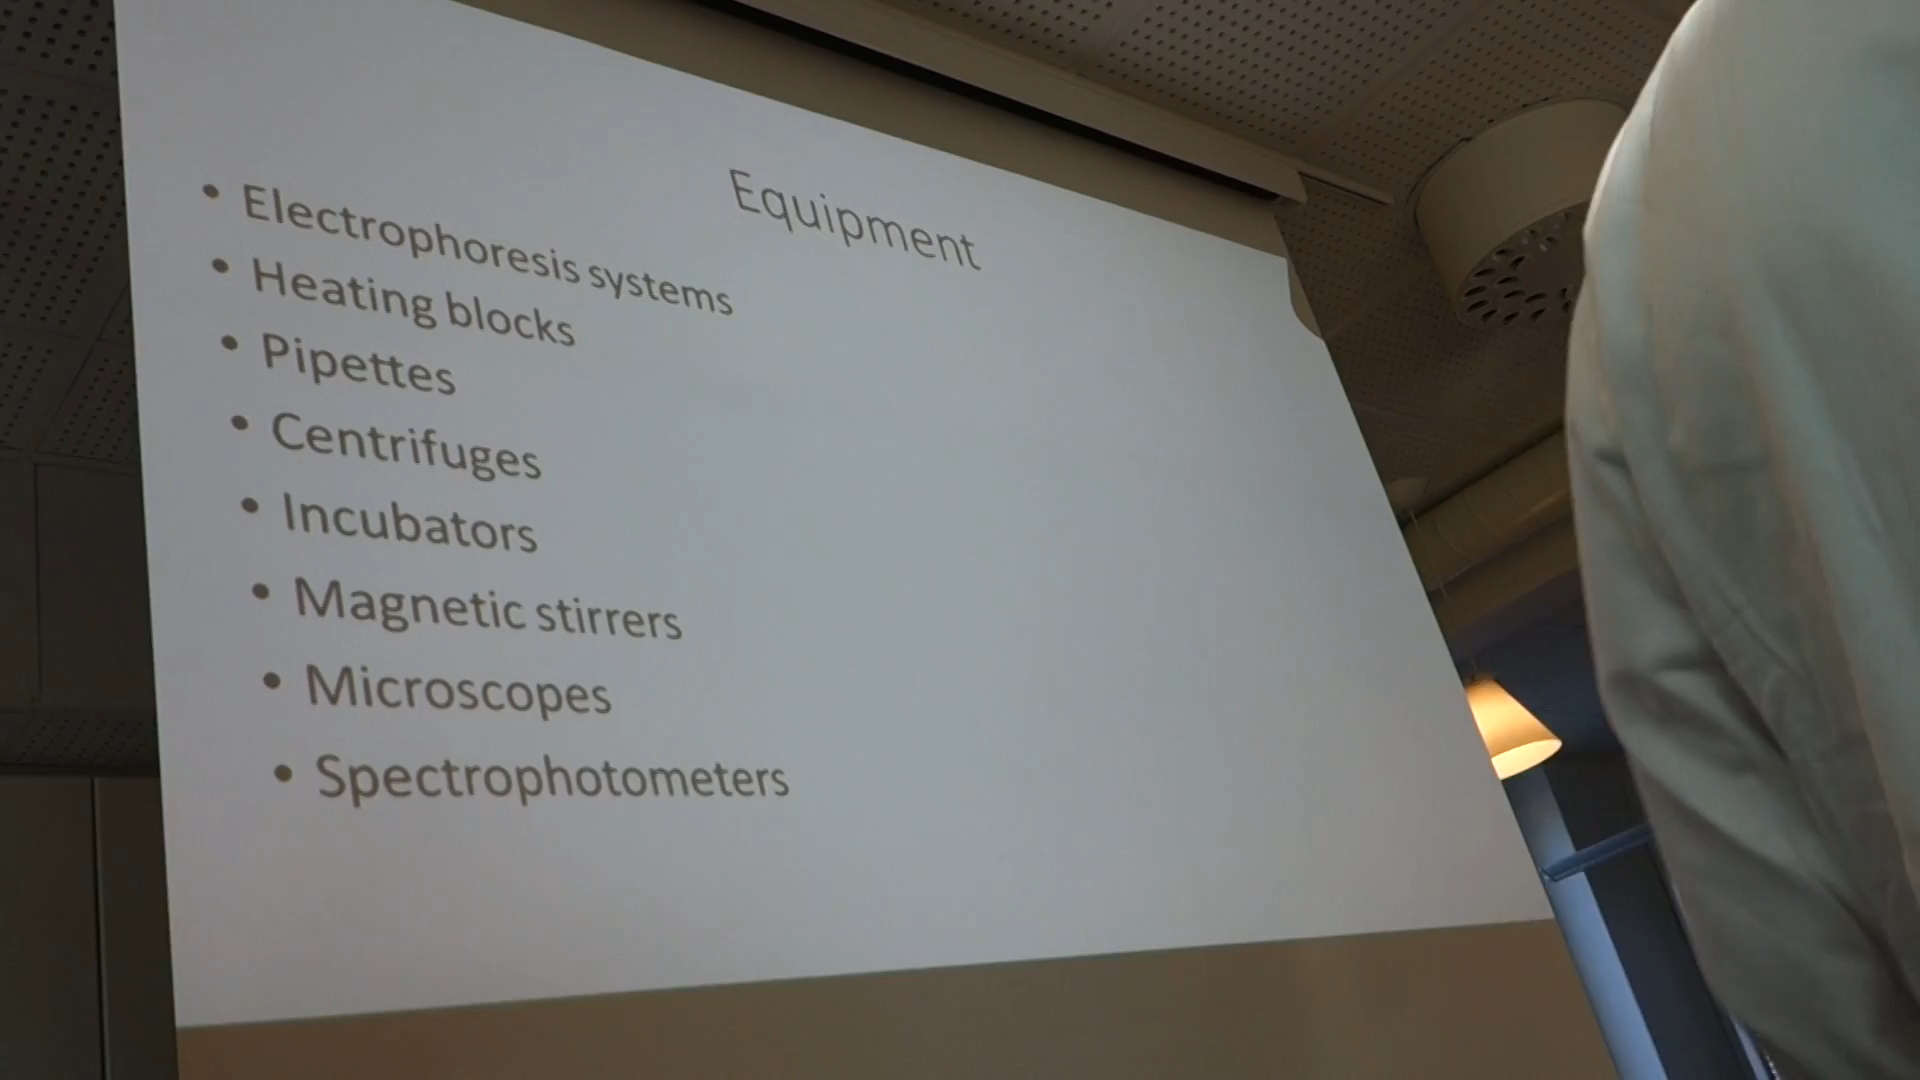 Equipment
• Electrophoresis systems
• Heating blocks
• Pipettes
• Centrifuges
• Incubators
• Magnetic stirrers
• Microscopes
• Spectrophotometers